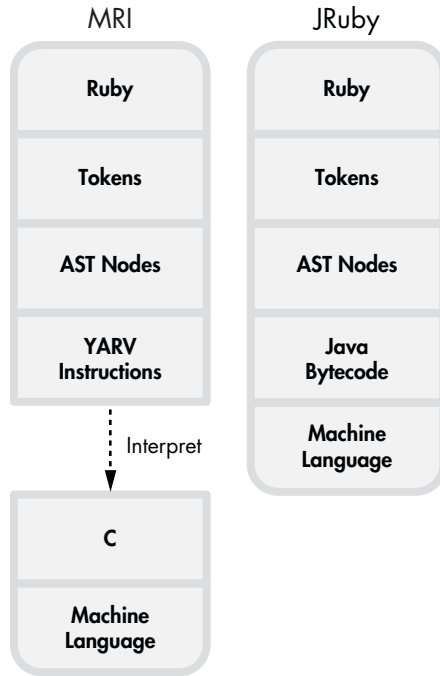 MRI
Ruby
Tokens
AST Nodes
YARV
Instructions
Interpret
C
Machine
Language
JRuby
Ruby
Tokens
AST Nodes
Java
Bytecode
Machine
Language